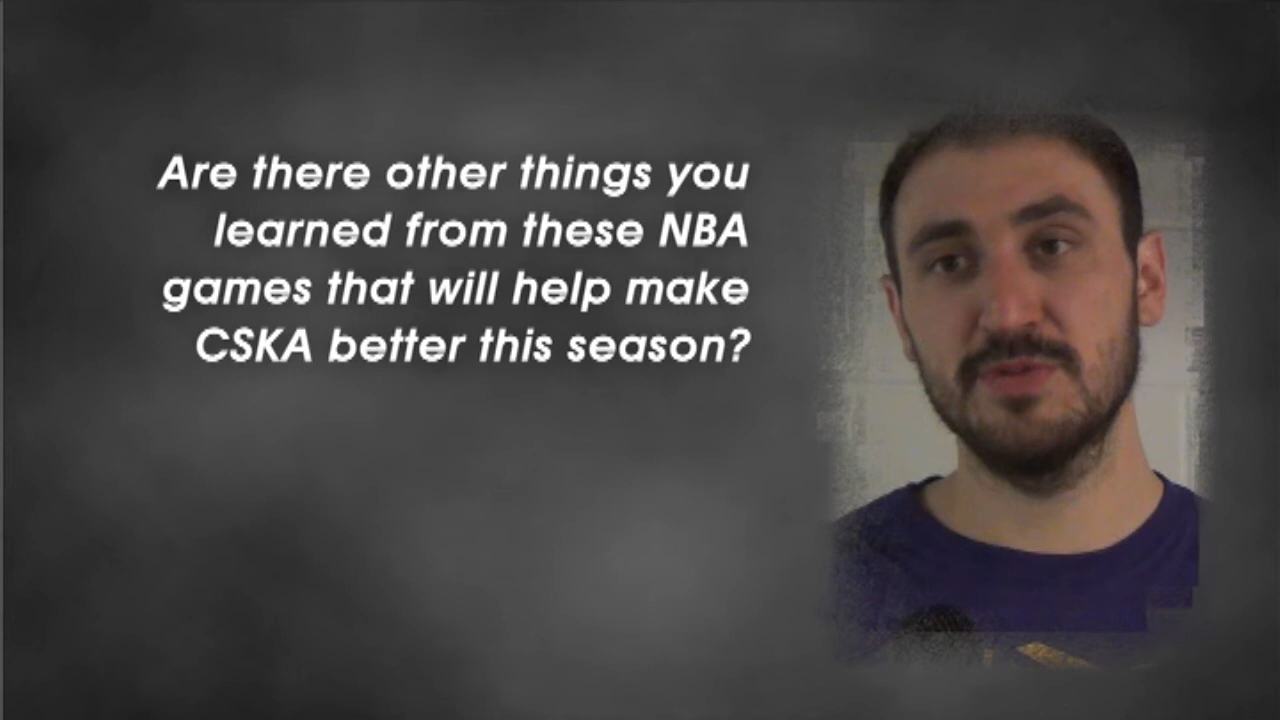 Are there other things you
learned from these NBA
games that will help make
CSKA better this season?